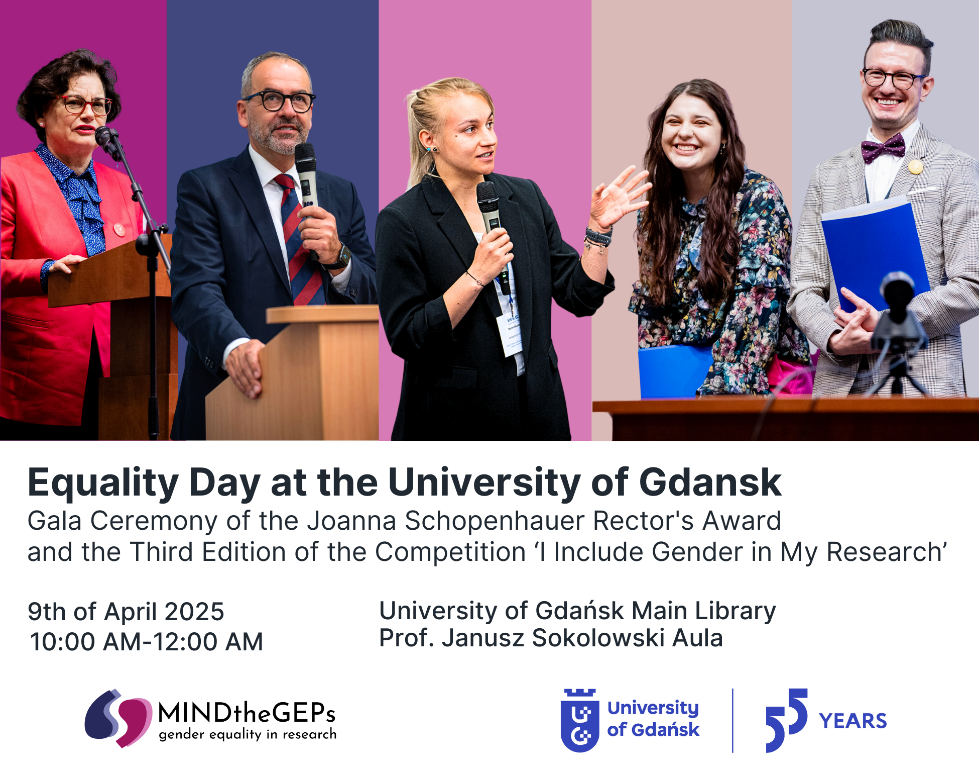 Equality Day at the University of Gdansk
Gala Ceremony of the Joanna Schopenhauer Rector's Award
and the Third Edition of the Competition ‘I Include Gender in My Research’
9th of April 2025
10:00 AM-12:00 AM
University of Gdańsk Main Library
Prof. Janusz Sokolowski Aula
MINDtheGEPs
gender equality in research
UG
University
of Gdańsk
55 YEARS